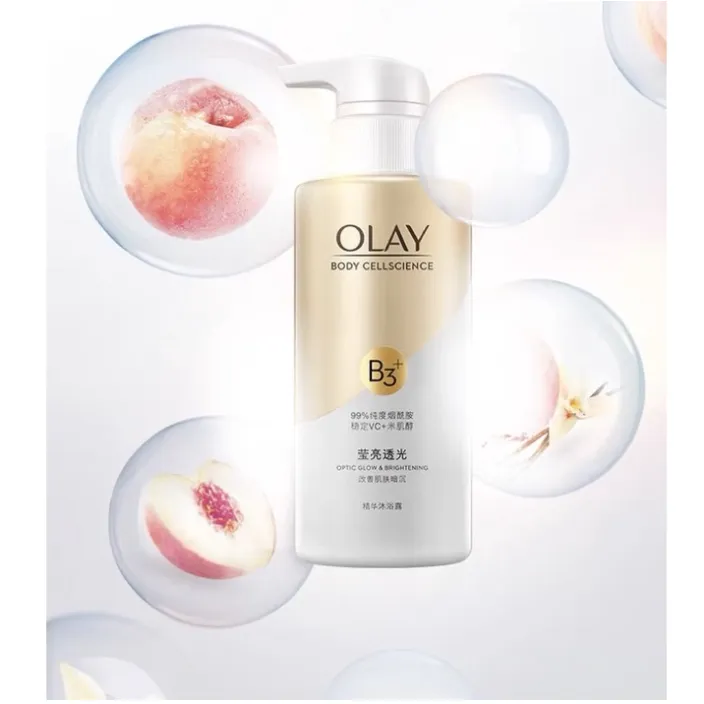 OLAY
BODY CELLSCIENCE
B3+
99%纯度烟酰胺
稳定VC+米肌醇
莹亮透光
OPTIC GLOW & BRIGHTENING
改善肌肤暗沉
精华沐浴露